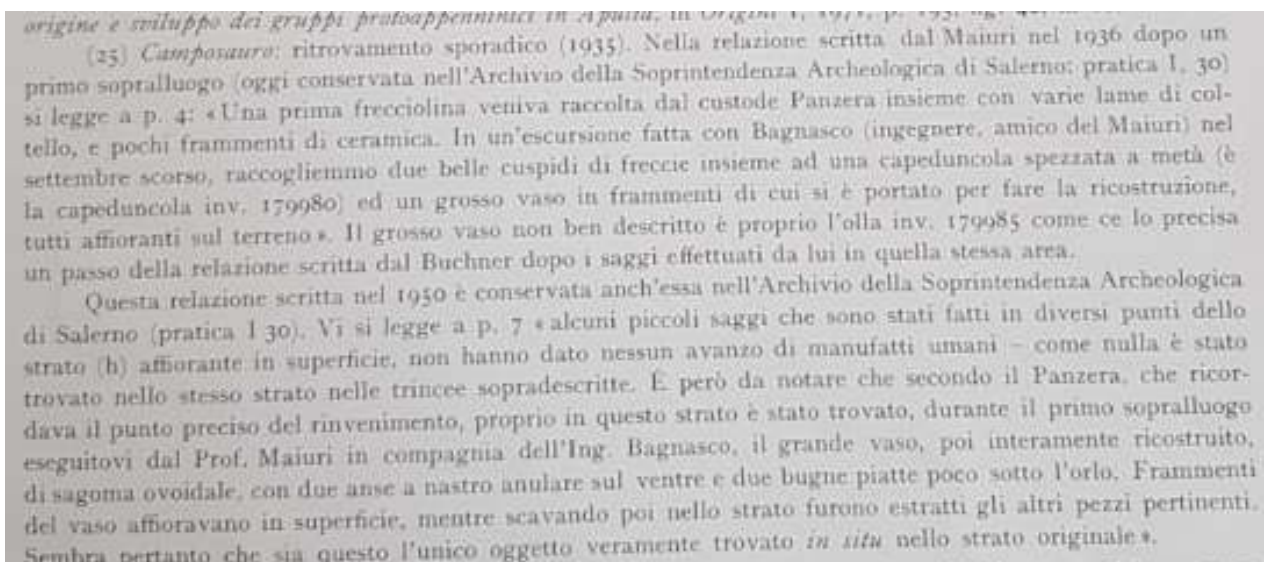 origine e sviluppo dei gruppi protoappenninici in Apulia, in Origini
(25) Camposauro: ritrovamento sporadico (1935). Nella relazione scritta dal Maiuri nel 1936 dopo un
primo sopralluogo (oggi conservata nell'Archivio della Soprintendenza Archeologica di Salerno: pratica I, 30)
si legge a p. 4: «Una prima frecciolina veniva raccolta dal custode Panzera insieme con varie lame di col-
tello, e pochi frammenti di ceramica. In un'escursione fatta con Bagnasco (ingegnere, amico del Maiuri) nel
settembre scorso, raccogliemmo due belle cuspidi di freccie insieme ad una capeduncola spezzata a metà (è
la capeduncola inv. 179980) ed un grosso vaso in frammenti di cui si è portato per fare la ricostruzione,
tutti affioranti sul terreno». Il grosso vaso non ben descritto è proprio l'olla inv. 179985 come ce lo precisa
un passo della relazione scritta dal Buchner dopo i saggi effettuati da lui in quella stessa area.
Questa relazione scritta nel 1950 è conservata anch'essa nell'Archivio della Soprintendenza Archeologica
di Salerno (pratica I 30). Vi si legge a p. 7 «alcuni piccoli saggi che sono stati fatti in diversi punti dello
strato (h) affiorante in superficie, non hanno dato nessun avanzo di manufatti umani – come nulla è stato
trovato nello stesso strato nelle trincee sopradescritte. È però da notare che secondo il Panzera, che ricor-
dava il punto preciso del rinvenimento, proprio in questo strato è stato trovato, durante il primo sopralluogo
eseguitovi dal Prof. Maiuri in compagnia dell'Ing. Bagnasco, il grande vaso, poi interamente ricostruito,
di sagoma ovoidale, con due anse a nastro anulare sul ventre e due bugne piatte poco sotto l'orlo. Frammenti
del vaso affioravano in superficie, mentre scavando poi nello strato furono estratti gli altri pezzi pertinenti.
Sembra pertanto che sia questo l'unico oggetto veramente trovato in situ nello strato originale».